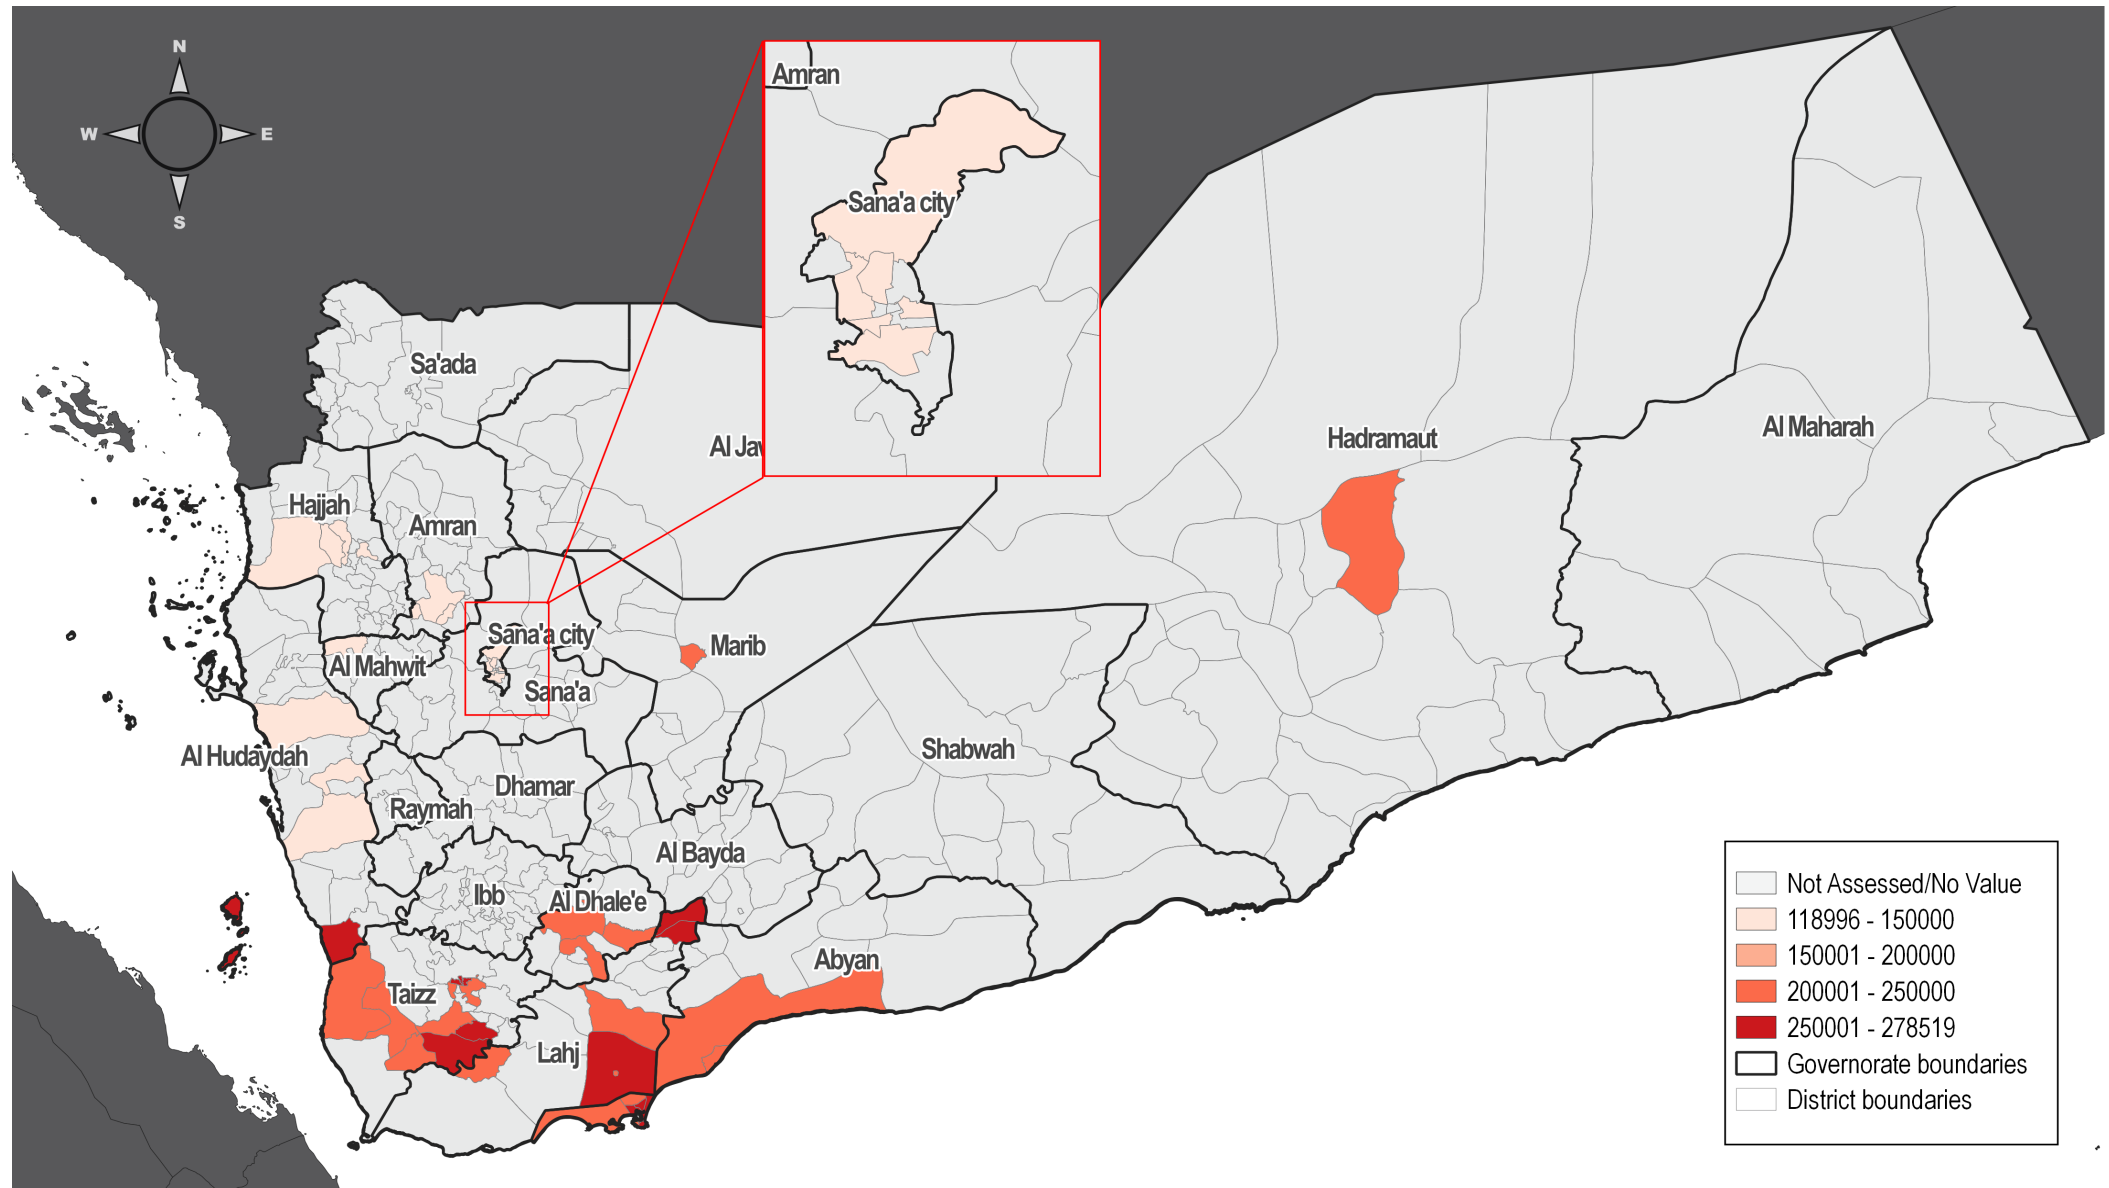 N
W
E
S
Amran
Sana'a city
Sa'ada
Al Jav
Hadramaut
Al Maharah
Hajjah
Amran
Sana'a city
Marib
Al Mahwit
Sana'a
Al Hudaydah
Shabwah
Dhamar
Raymah
Al Bayda
Ibb
Al Dhale'e
Abyan
Taizz
Lahj
Not Assessed/No Value
118996 - 150000
150001 - 200000
200001 - 250000
250001 - 278519
Governorate boundaries
District boundaries